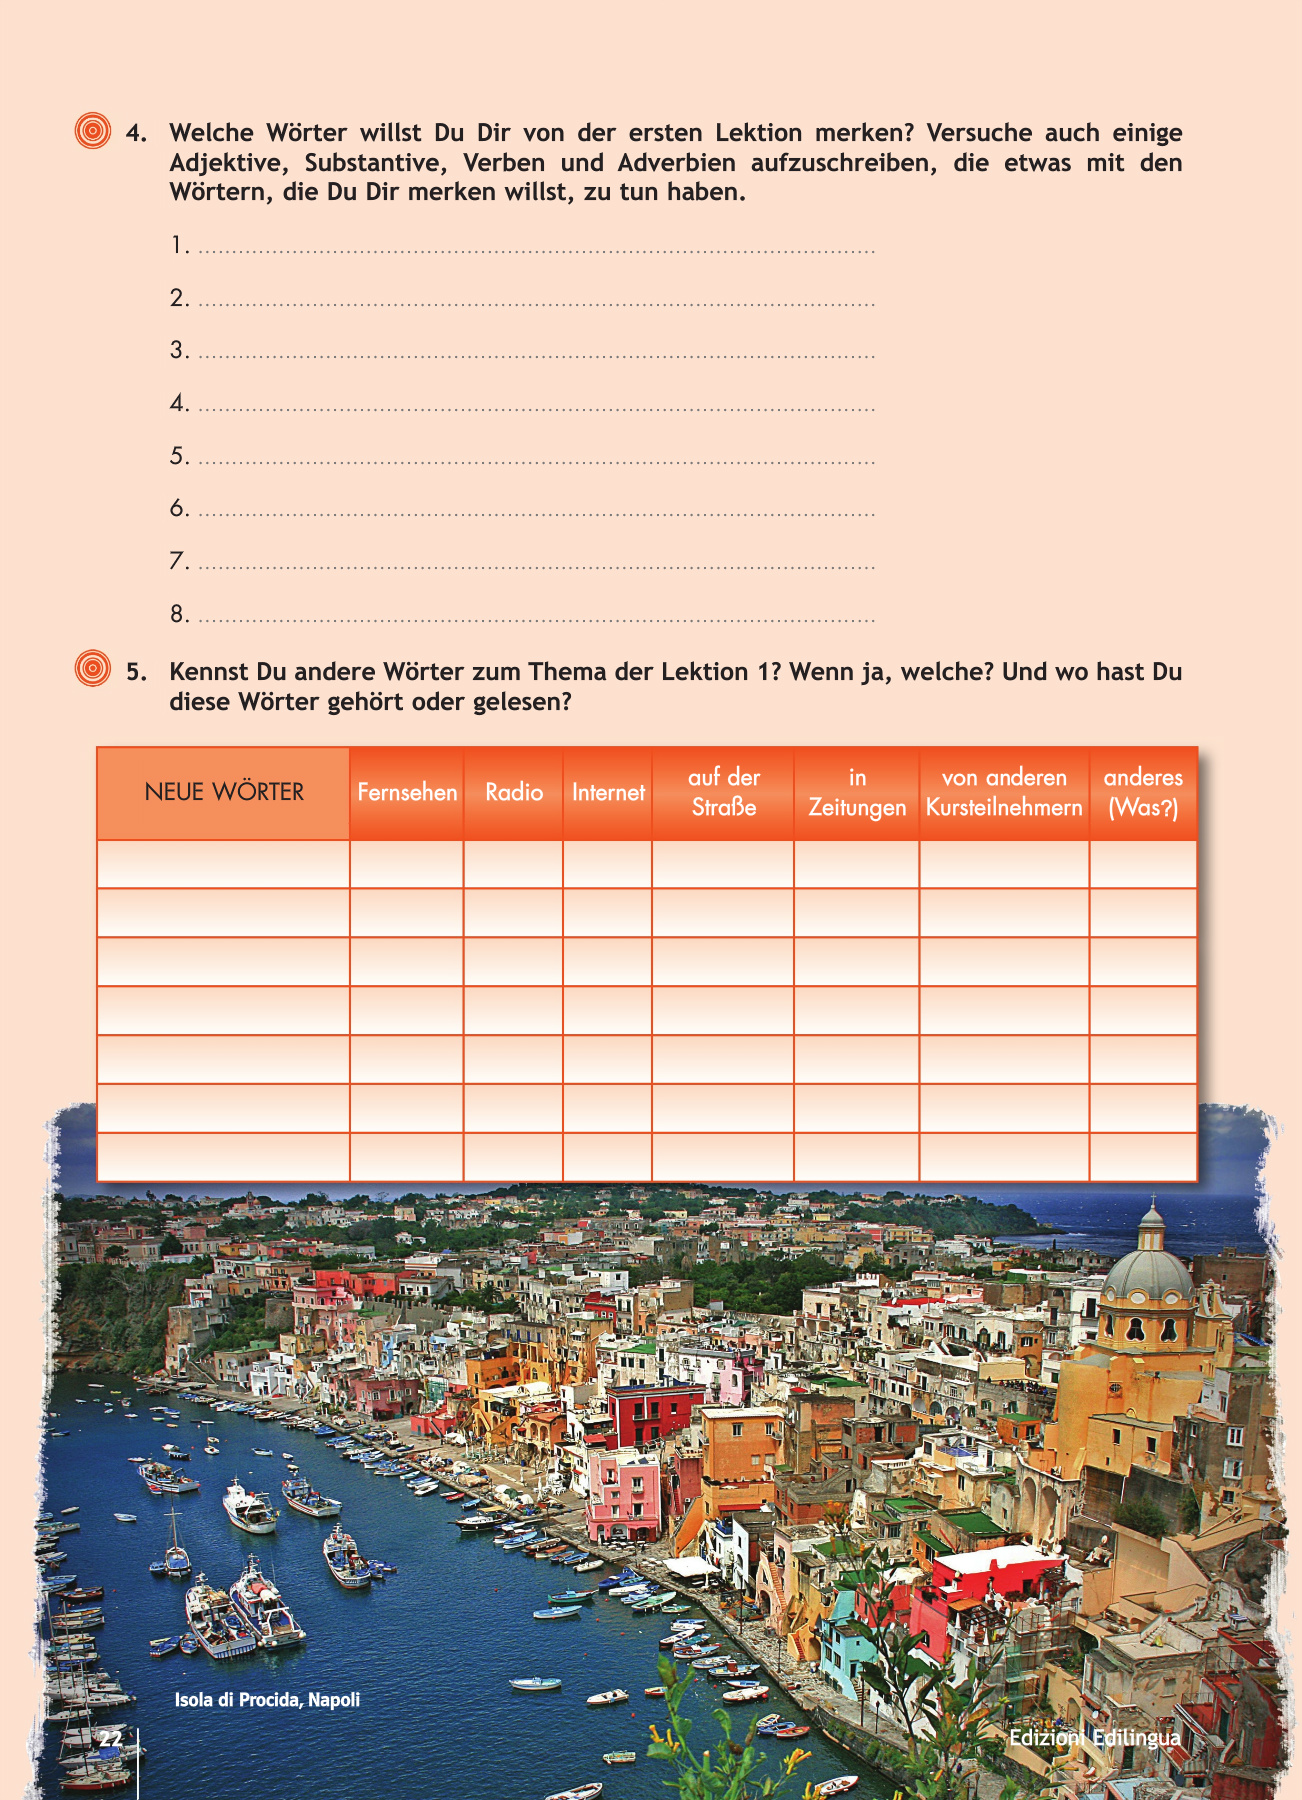 4. Welche Wörter willst Du Dir von der ersten Lektion merken? Versuche auch einige
Adjektive, Substantive, Verben und Adverbien aufzuschreiben, die etwas mit den
Wörtern, die Du Dir merken willst, zu tun haben.
1. ................................................................
2. ................................................................
3. ................................................................
4. ................................................................
5. ................................................................
6. ................................................................
7. ................................................................
8. ................................................................
5. Kennst Du andere Wörter zum Thema der Lektion 1? Wenn ja, welche? Und wo hast Du
diese Wörter gehört oder gelesen?
NEUE WÖRTER Fernsehen Radio Internet auf der Straße in Zeitungen von anderen Kursteilnehmern anderes (Was?)
Isola di Procida, Napoli
22 Edizioni Edilingua